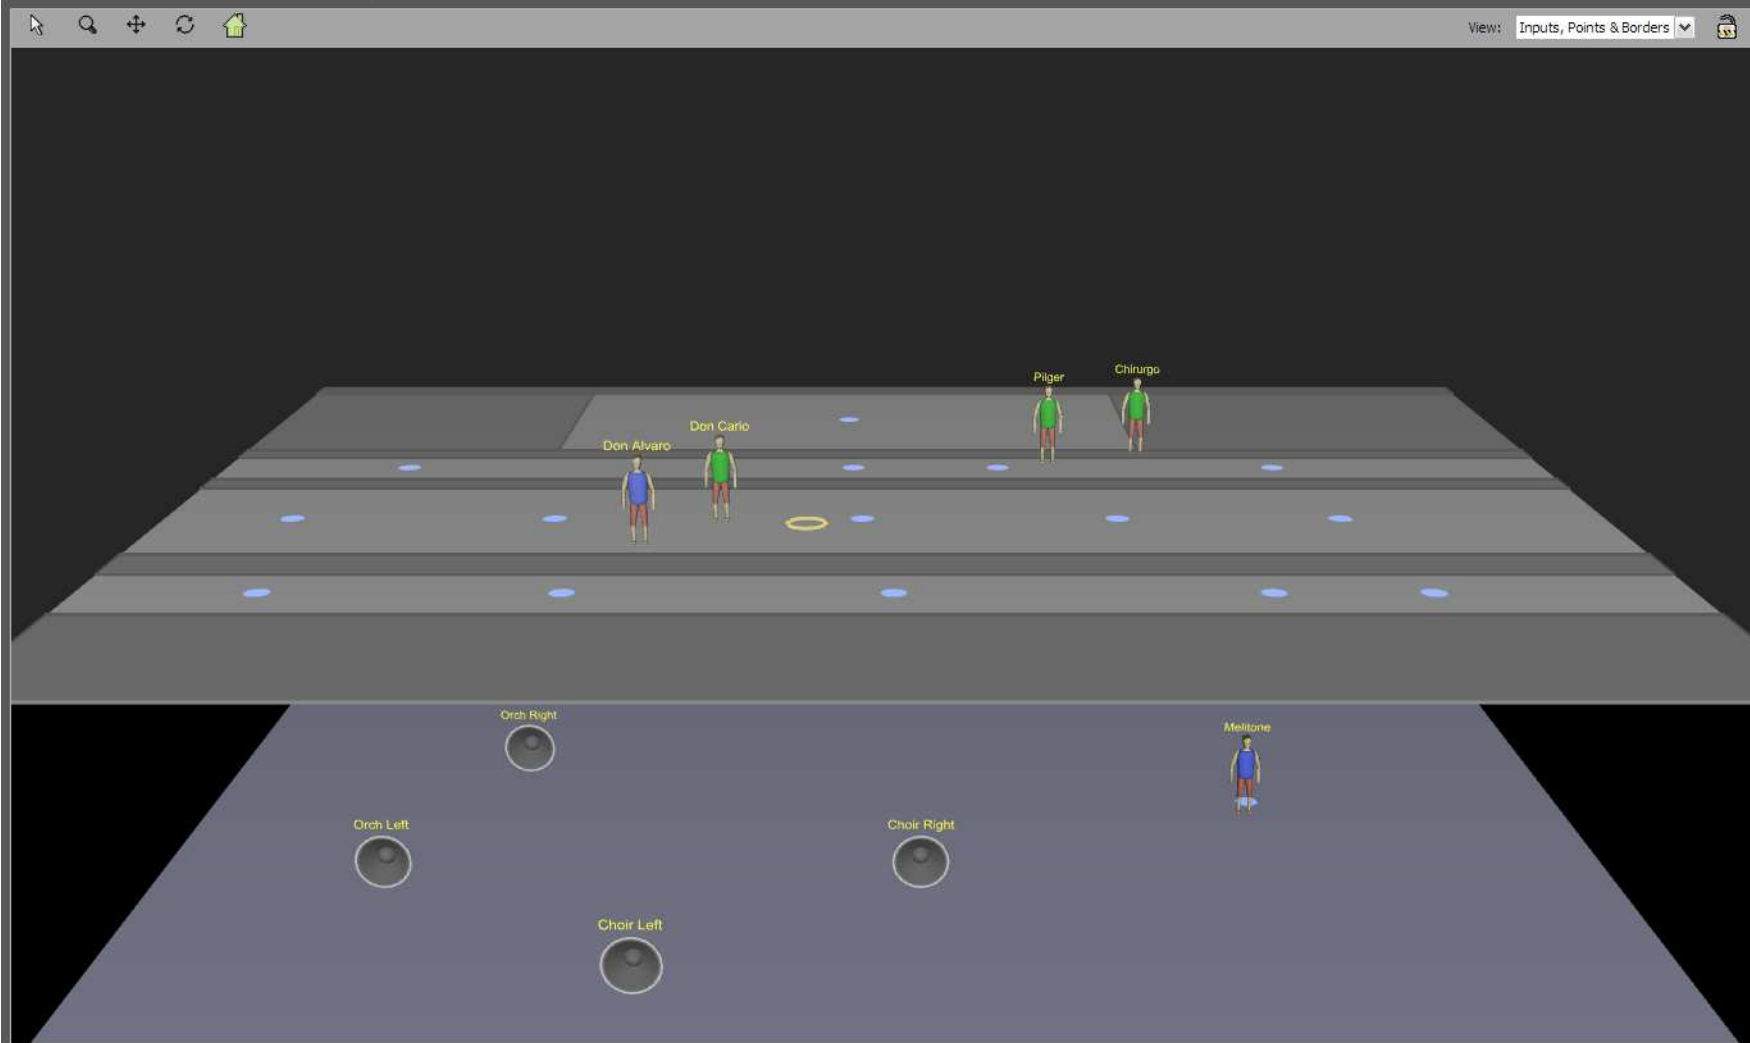 View: Inputs, Points & Borders
Chirurgo
Pilger
Don Carlo
Don Alvaro
Orch Right
Melitone
Orch Left
Choir Right
Choir Left